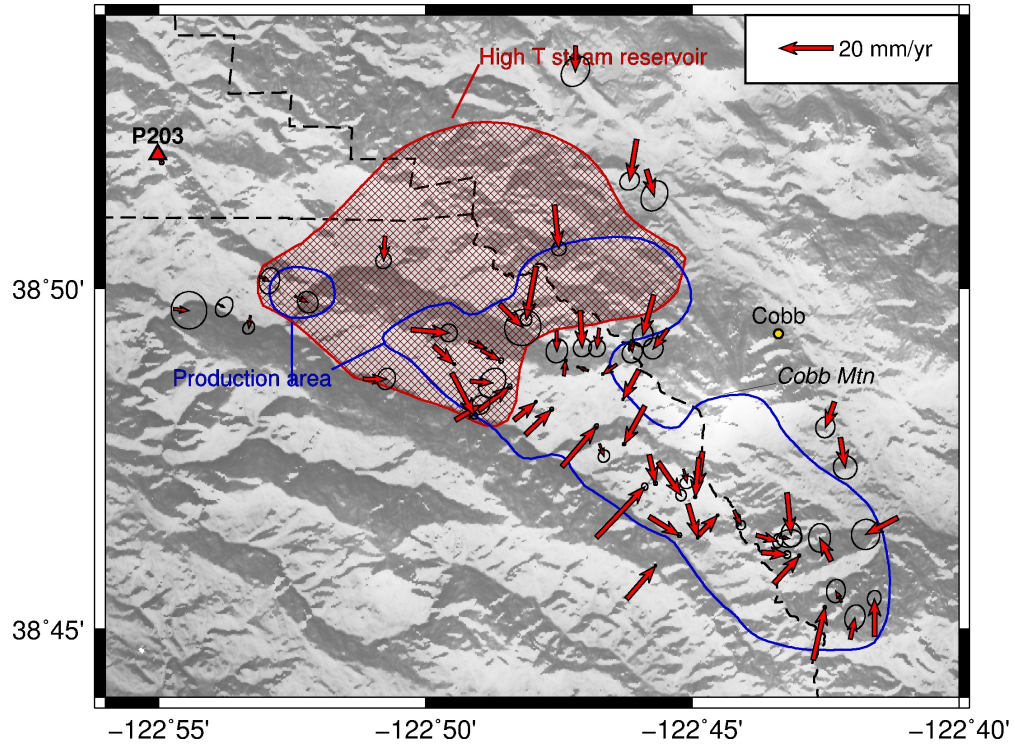 High T steam reservoir
20 mm/yr
P203
38˚50'
Cobb
Production area
Cobb Mtn
38˚45'
−122˚55'
−122˚50'
−122˚45'
−122˚40'